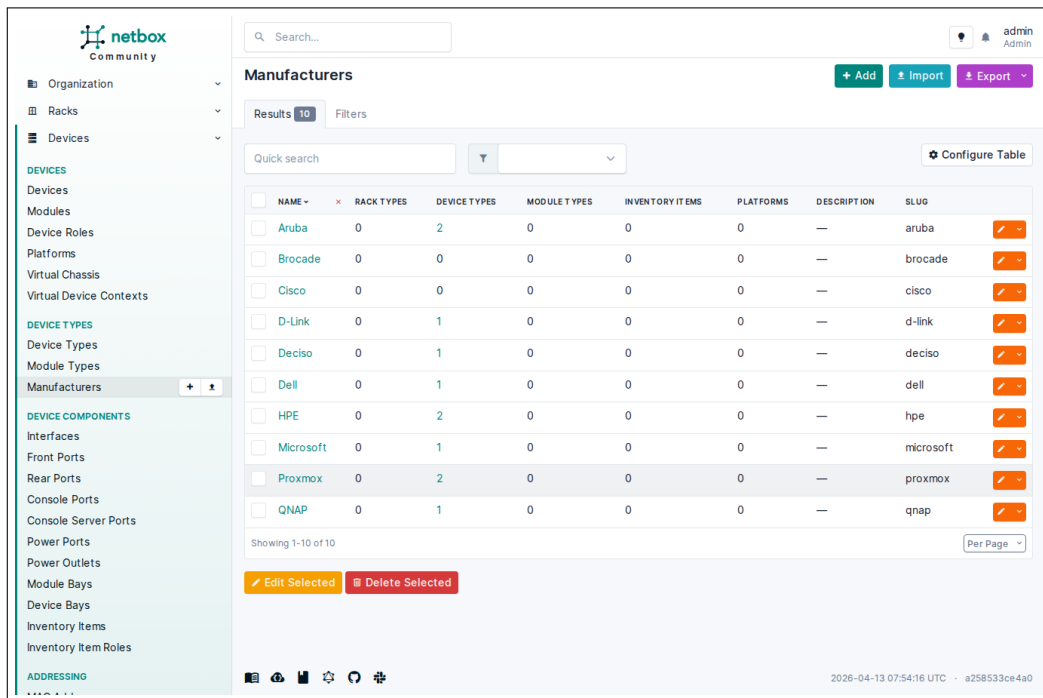 netbox
Community
Search...
admin
Admin
Organization
Racks
Devices
DEVICES
Devices
Modules
Device Roles
Platforms
Virtual Chassis
Virtual Device Contexts
DEVICE TYPES
Device Types
Module Types
Manufacturers
DEVICE COMPONENTS
Interfaces
Front Ports
Rear Ports
Console Ports
Console Server Ports
Power Ports
Power Outlets
Module Bays
Device Bays
Inventory Items
Inventory Item Roles
ADDRESSING
Manufacturers
+ Add Import Export
Results 10 Filters
Quick search
Configure Table
NAME RACK TYPES DEVICE TYPES MODULE TYPES INVENTORY ITEMS PLATFORMS DESCRIPTION SLUG
Aruba 0 2 0 0 0 — aruba
Brocade 0 0 0 0 0 — brocade
Cisco 0 0 0 0 0 — cisco
D-Link 0 1 0 0 0 — d-link
Deciso 0 1 0 0 0 — deciso
Dell 0 1 0 0 0 — dell
HPE 0 2 0 0 0 — hpe
Microsoft 0 1 0 0 0 — microsoft
Proxmox 0 2 0 0 0 — proxmox
QNAP 0 1 0 0 0 — qnap
Showing 1-10 of 10
Per Page
Edit Selected Delete Selected
2026-04-13 07:54:16 UTC · a258533ce4a0